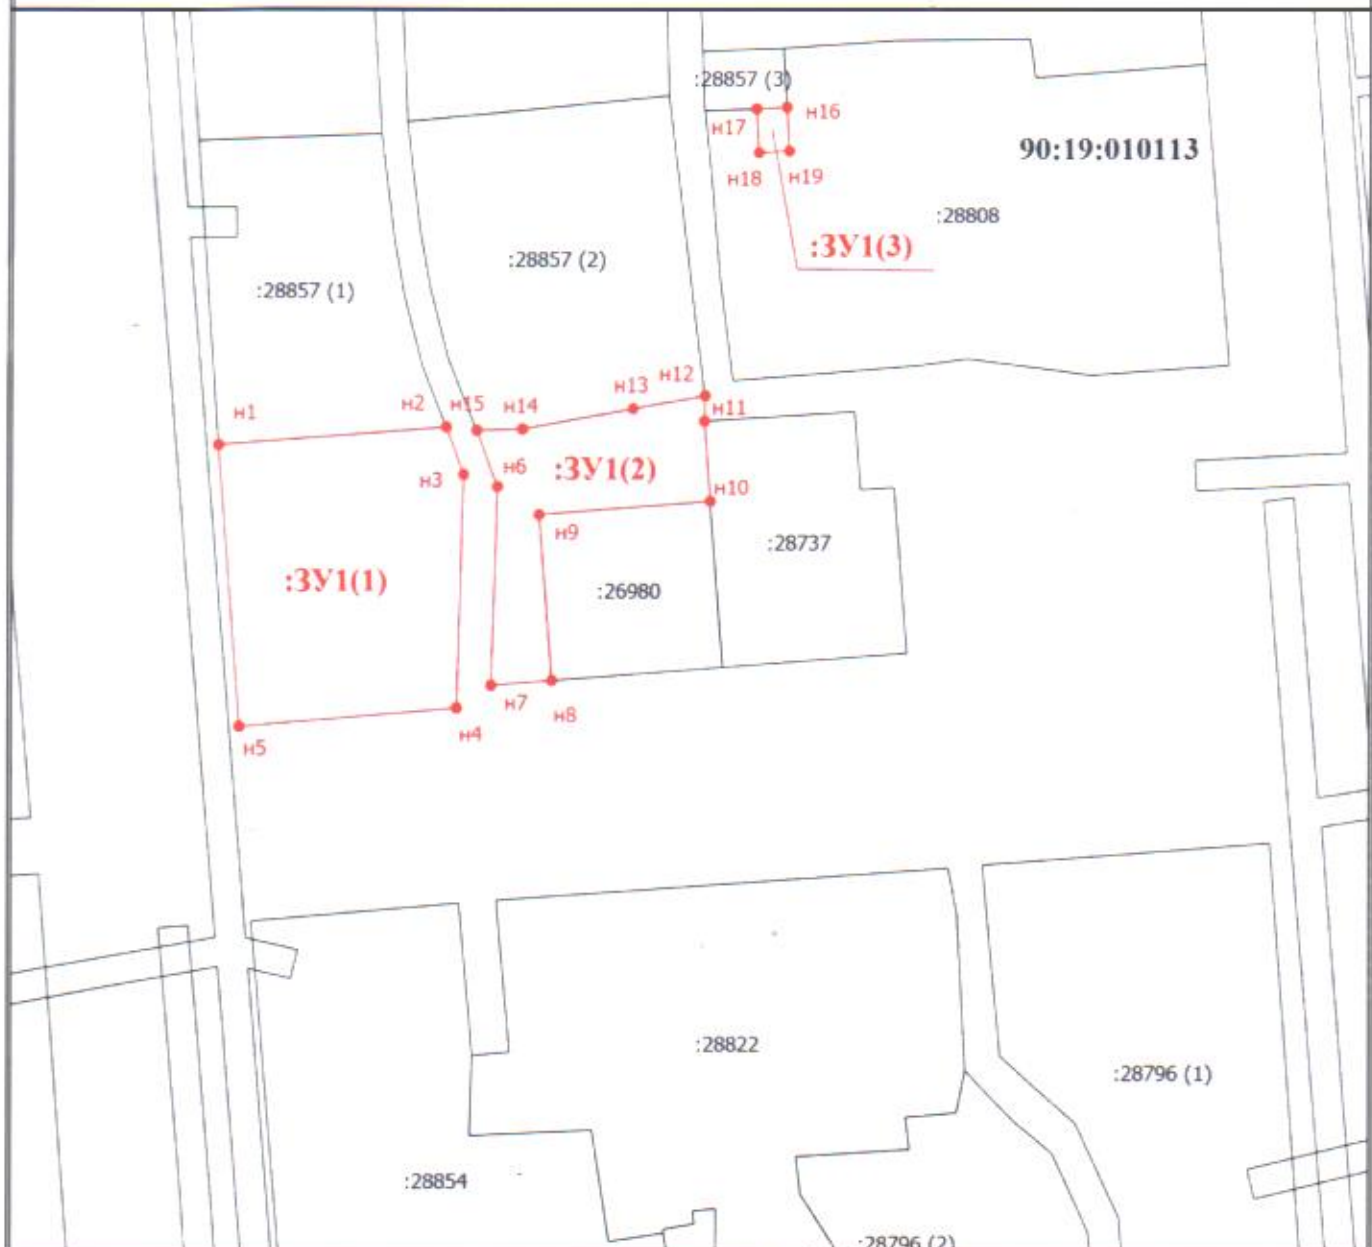 :28857 (3)
н17
н16
90:19:010113
н18
н19
:28808
:ЗУ1(3)
:28857 (2)
:28857 (1)
н12
н13
н2
н15
н14
н11
н1
н3
н6
:ЗУ1(2)
н10
н9
:28737
:ЗУ1(1)
:26980
н7
н8
н4
н5
:28822
:28796 (1)
:28854
:28796 (2)